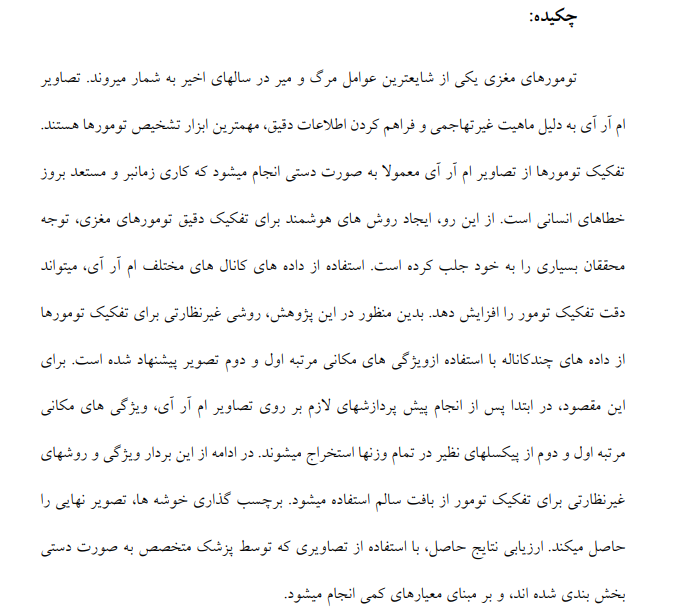 چکیده:
تومورهای مغزی یکی از شایعترین عوامل مرگ و میر در سالهای اخیر به شمار میروند. تصاویر
ام آر آی به دلیل ماهیت غیرتهاجمی و فراهم کردن اطلاعات دقیق، مهمترین ابزار تشخیص تومورها هستند.
تفکیک تومورها از تصاویر ام آر آی معمولا به صورت دستی انجام میشود که کاری زمانبر و مستعد بروز
خطاهای انسانی است. از این رو، ایجاد روش های هوشمند برای تفکیک دقیق تومورهای مغزی، توجه
محققان بسیاری را به خود جلب کرده است. استفاده از داده های کانال های مختلف ام آر آی، میتواند
دقت تفکیک تومور را افزایش دهد. بدین منظور در این پژوهش، روشی غیرنظارتی برای تفکیک تومورها
از داده های چندکاناله با استفاده ازویژگی های مکانی مرتبه اول و دوم تصویر پیشنهاد شده است. برای
این مقصود، در ابتدا پس از انجام پیش پردازشهای لازم بر روی تصاویر ام آر آی، ویژگی های مکانی
مرتبه اول و دوم از پیکسلهای نظیر در تمام وزنها استخراج میشوند. در ادامه از این بردار ویژگی و روشهای
غیرنظارتی برای تفکیک تومور از بافت سالم استفاده میشود. برچسب گذاری خوشه ها، تصویر نهایی را
حاصل میکند. ارزیابی نتایج حاصل، با استفاده از تصاویری که توسط پزشک متخصص به صورت دستی
بخش بندی شده اند، و بر مبنای معیارهای کمی انجام میشود.